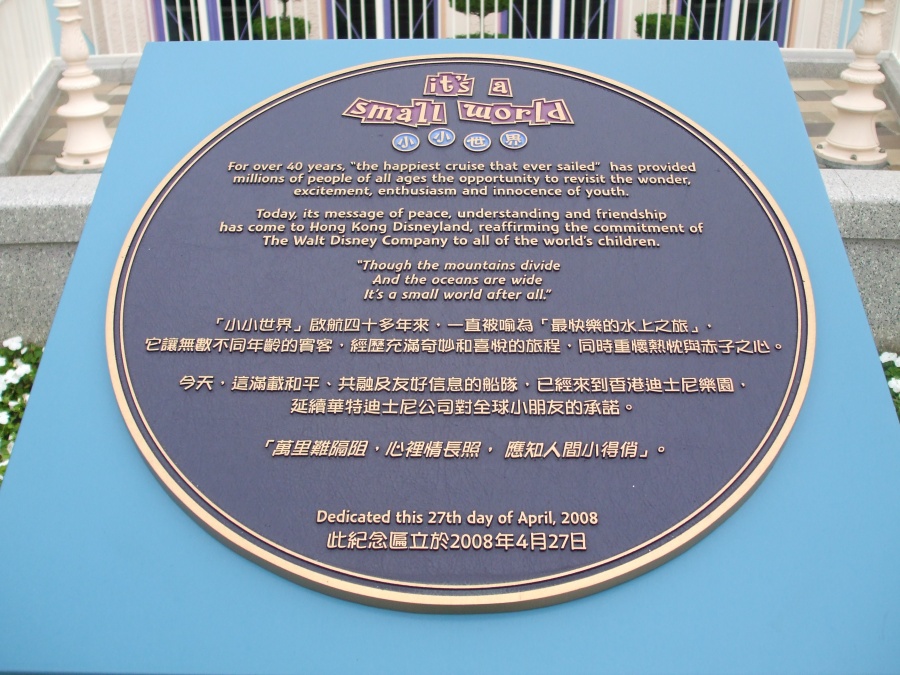 it's a
small world
小小世界
For over 40 years, "the happiest cruise that ever sailed" has provided
millions of people of all ages the opportunity to revisit the wonder,
excitement, enthusiasm and innocence of youth.
Today, its message of peace, understanding and friendship
has come to Hong Kong Disneyland, reaffirming the commitment of
The Walt Disney Company to all of the world's children.
"Though the mountains divide
And the oceans are wide
It's a small world after all."
「小小世界」啟航四十多年來，一直被喻為「最快樂的水上之旅」，
它讓無數不同年齡的賓客，經歷充滿奇妙和喜悅的旅程，同時重懷熱忱與赤子之心。
今天，這滿載和平、共融及友好信息的船隊，已經來到香港迪士尼樂園，
延續華特迪士尼公司對全球小朋友的承諾。
「萬里難隔阻，心裡情長照， 應知人間小得俏」。
Dedicated this 27th day of April, 2008
此紀念匾立於2008年4月27日